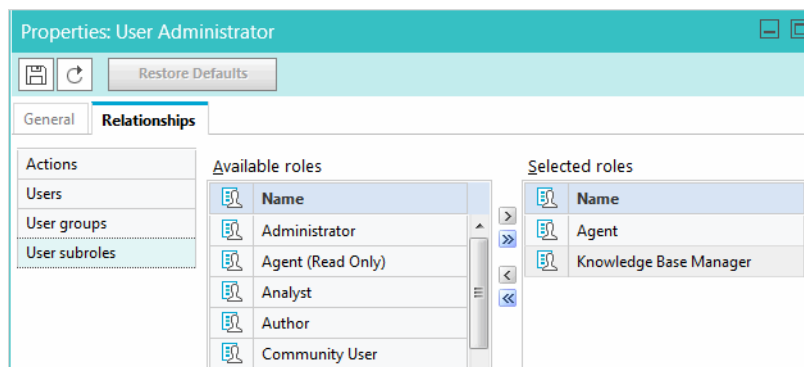 Properties: User Administrator
Restore Defaults
General Relationships
Actions
Users
User groups
User subroles
Available roles
Name
Administrator
Agent (Read Only)
Analyst
Author
Community User
Selected roles
Name
Agent
Knowledge Base Manager